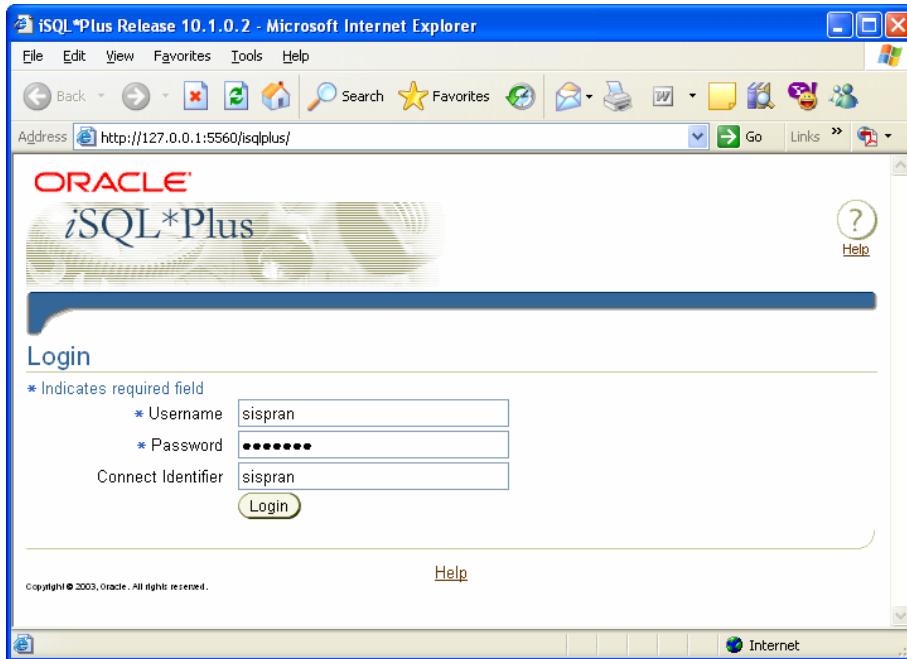 iSQL*Plus Release 10.1.0.2 - Microsoft Internet Explorer
File Edit View Favorites Tools Help
Back Search Favorites W
Address http://127.0.0.1:5560/isqlplus/ Go Links »
ORACLE
iSQL*Plus
?
Help
Login
* Indicates required field
* Username sispran
* Password •••••••
Connect Identifier sispran
Login
Help
Copyright © 2003, Oracle. All rights reserved.
Internet